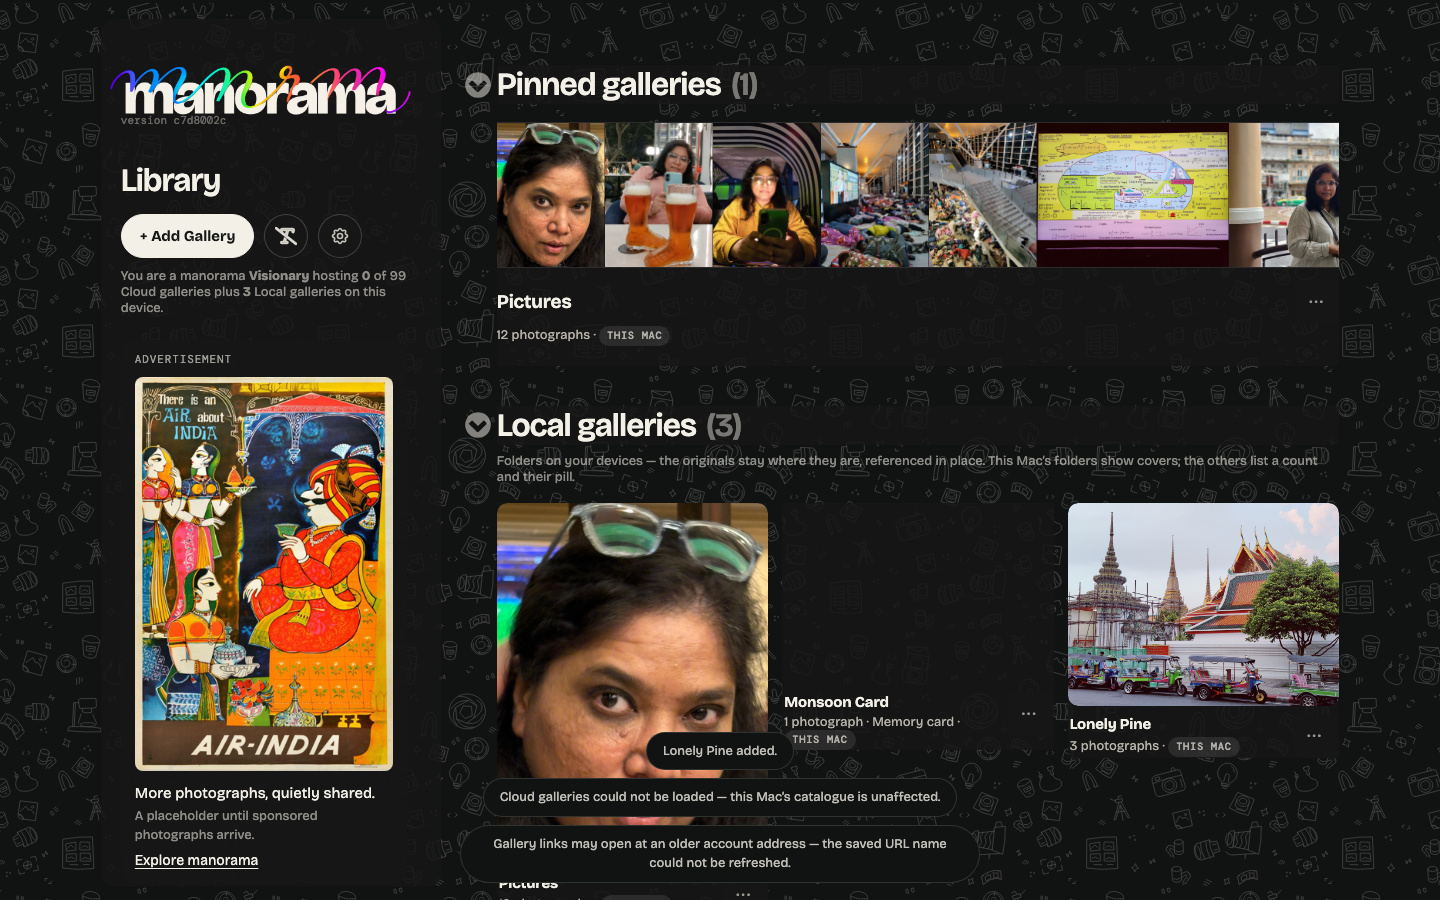 manorama
version c7d8002c
Library
+ Add Gallery
You are a manorama Visionary hosting 0 of 99
Cloud galleries plus 3 Local galleries on this
device.
ADVERTISEMENT
There is an
AIR about
INDIA
AIR-INDIA
More photographs, quietly shared.
A placeholder until sponsored
photographs arrive.
Explore manorama
Pinned galleries (1)
Pictures
12 photographs · THIS MAC
Local galleries (3)
Folders on your devices — the originals stay where they are, referenced in place. This Mac's folders show covers; the others list a count
and their pill.
Monsoon Card
1 photograph · Memory card ·
THIS MAC
Lonely Pine
3 photographs · THIS MAC
Lonely Pine added.
Cloud galleries could not be loaded — this Mac's catalogue is unaffected.
Gallery links may open at an older account address — the saved URL name
could not be refreshed.
Pictures